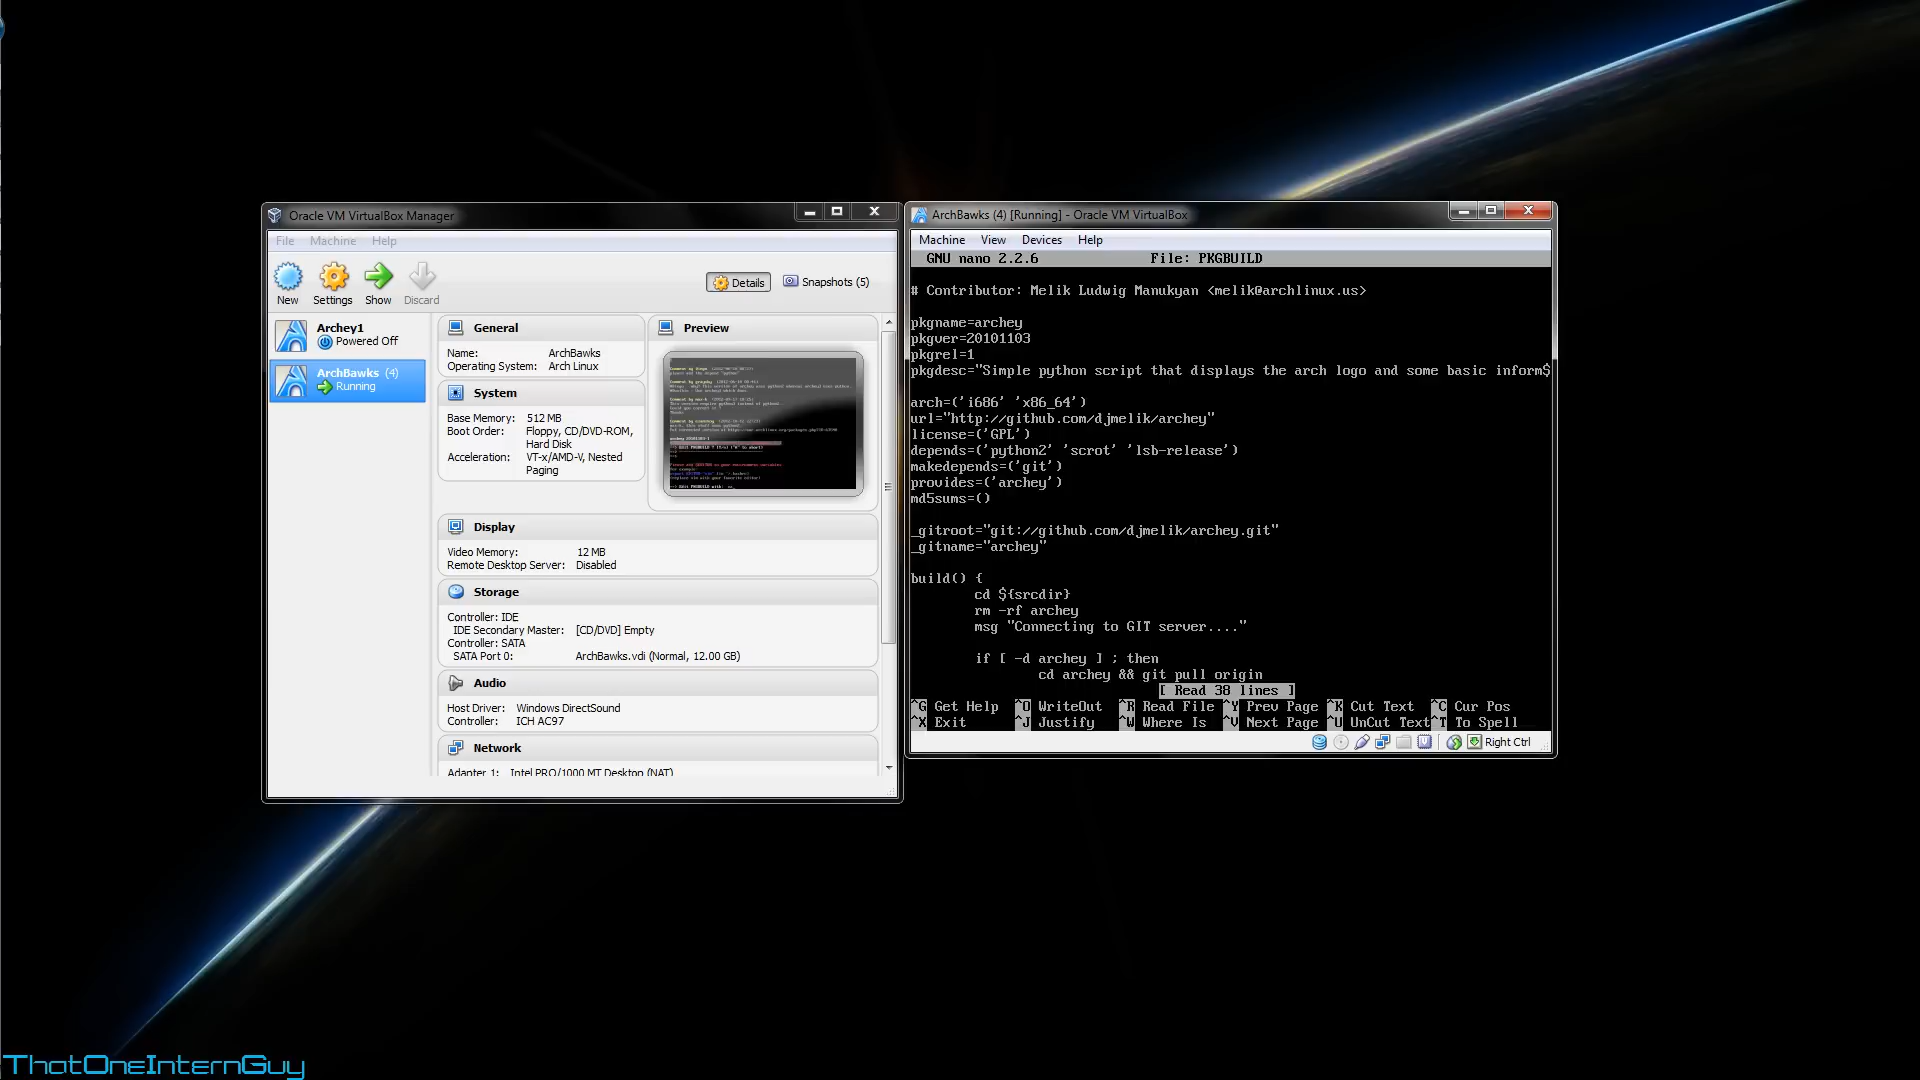 Oracle VM VirtualBox Manager
File Machine Help
New Settings Show Discard
Details Snapshots (5)
Archey1
Powered Off
ArchBawks (4)
Running
General
Name: ArchBawks
Operating System: Arch Linux
System
Base Memory: 512 MB
Boot Order: Floppy, CD/DVD-ROM,
Hard Disk
Acceleration: VT-x/AMD-V, Nested
Paging
Preview
Display
Video Memory: 12 MB
Remote Desktop Server: Disabled
Storage
Controller: IDE
IDE Secondary Master: [CD/DVD] Empty
Controller: SATA
SATA Port 0: ArchBawks.vdi (Normal, 12.00 GB)
Audio
Host Driver: Windows DirectSound
Controller: ICH AC97
Network
Adapter 1: Intel PRO/1000 MT Desktop (NAT)
ArchBawks (4) [Running] - Oracle VM VirtualBox
Machine View Devices Help
GNU nano 2.2.6 File: PKGBUILD
# Contributor: Melik Ludwig Manukyan <melik@archlinux.us>
pkgname=archey
pkgver=20101103
pkgrel=1
pkgdesc="Simple python script that displays the arch logo and some basic inform$
arch=('i686' 'x86_64')
url="http://github.com/djmelik/archey"
license=('GPL')
depends=('python2' 'scrot' 'lsb-release')
makedepends=('git')
provides=('archey')
md5sums=()
_gitroot="git://github.com/djmelik/archey.git"
_gitname="archey"
build() {
cd ${srcdir}
rm -rf archey
msg "Connecting to GIT server...."
if [ -d archey ] ; then
cd archey && git pull origin
[ Read 38 lines ]
^G Get Help ^O WriteOut ^R Read File ^Y Prev Page ^K Cut Text ^C Cur Pos
^X Exit ^J Justify ^W Where Is ^V Next Page ^U UnCut Text ^T To Spell
Right Ctrl
ThatOneInternGuy